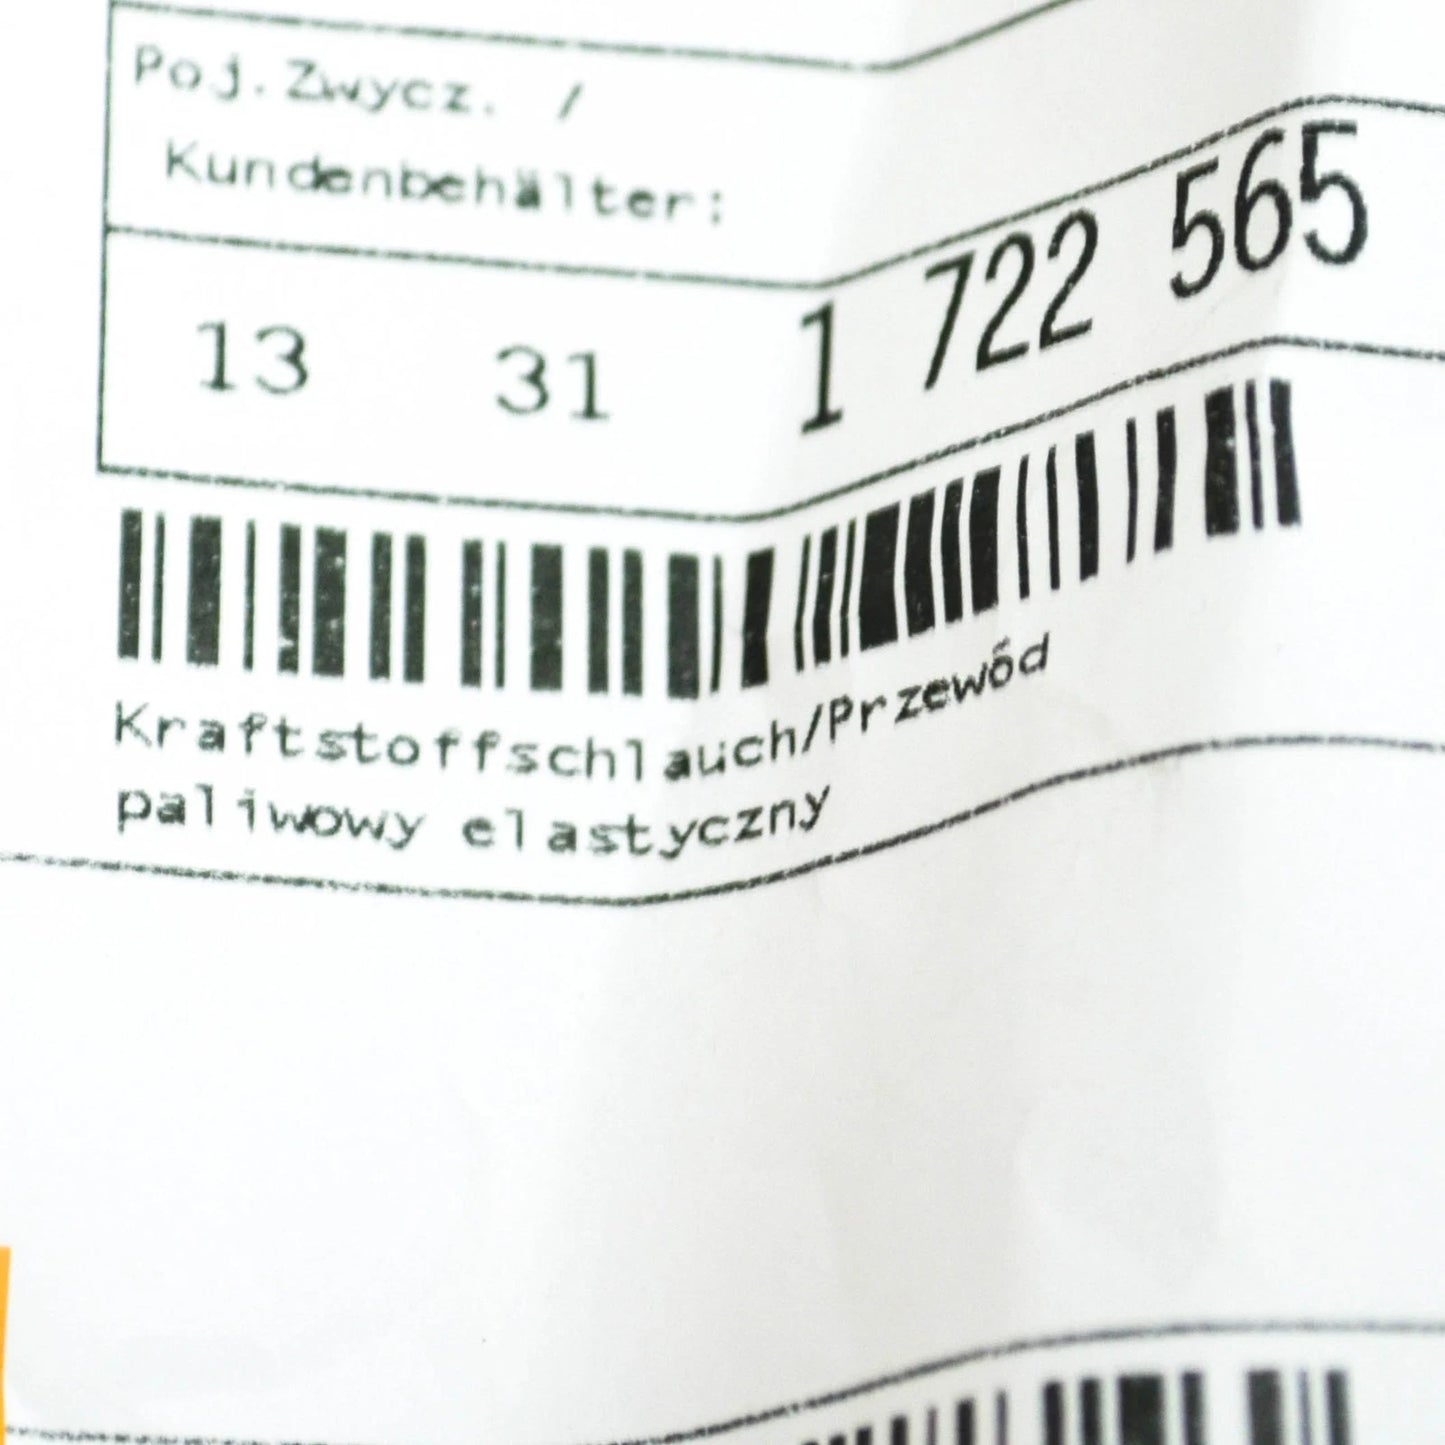 Poj.Zwycz. /
Kundenbehälter:
13 31 1 722 565
Kraftstoffschlauch/Przewód
paliwowy elastyczny